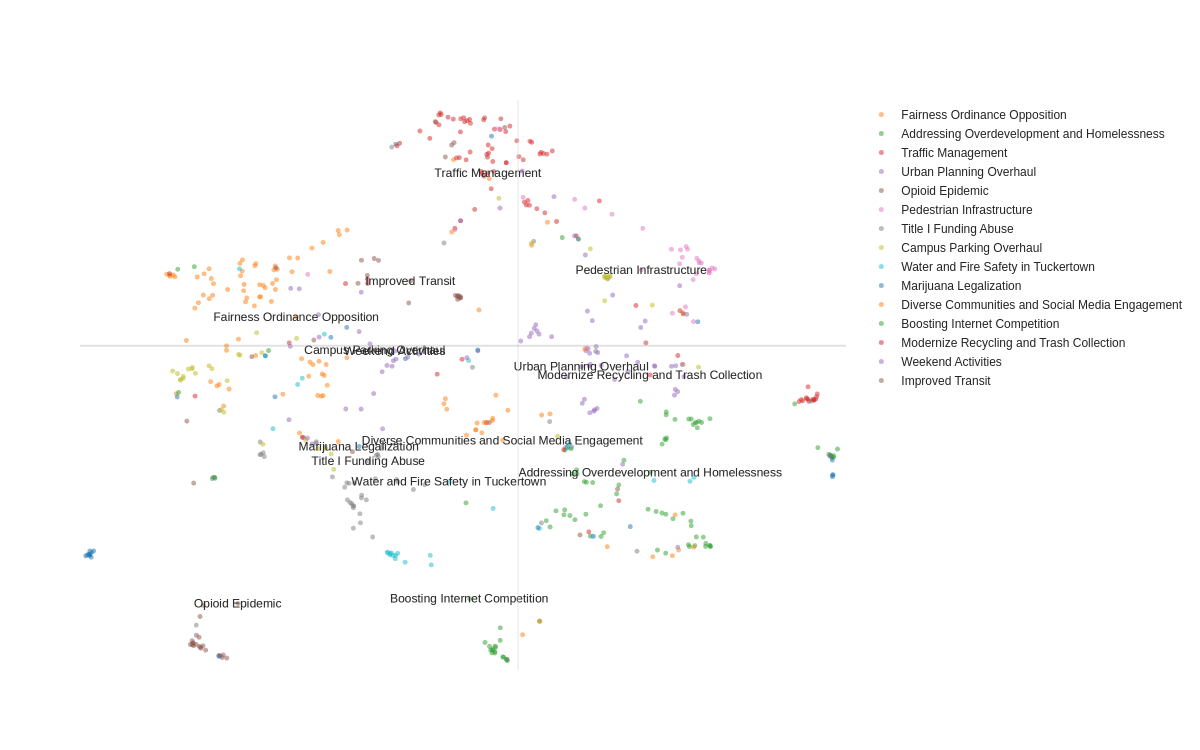 Traffic Management
Pedestrian Infrastructure
Improved Transit
Fairness Ordinance Opposition
Campus Parking Overhaul
Weekend Activities
Urban Planning Overhaul
Modernize Recycling and Trash Collection
Diverse Communities and Social Media Engagement
Marijuana Legalization
Title I Funding Abuse
Addressing Overdevelopment and Homelessness
Water and Fire Safety in Tuckertown
Boosting Internet Competition
Opioid Epidemic
Fairness Ordinance Opposition
Addressing Overdevelopment and Homelessness
Traffic Management
Urban Planning Overhaul
Opioid Epidemic
Pedestrian Infrastructure
Title I Funding Abuse
Campus Parking Overhaul
Water and Fire Safety in Tuckertown
Marijuana Legalization
Diverse Communities and Social Media Engagement
Boosting Internet Competition
Modernize Recycling and Trash Collection
Weekend Activities
Improved Transit